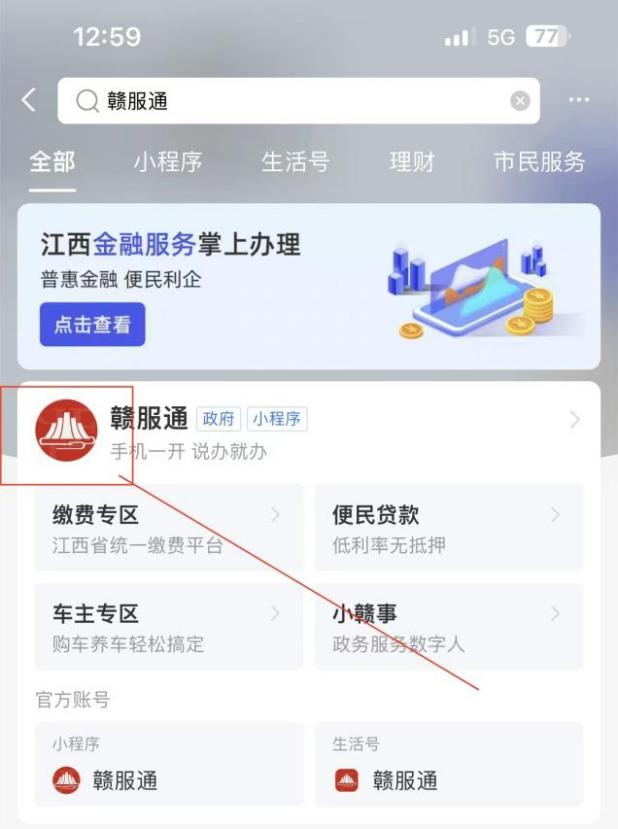 12:59 5G 77
赣服通
全部 小程序 生活号 理财 市民服务
江西金融服务掌上办理
普惠金融 便民利企
点击查看
赣服通 政府 小程序
手机一开 说办就办
缴费专区 便民贷款
江西省统一缴费平台 低利率无抵押
车主专区 小赣事
购车养车轻松搞定 政务服务数字人
官方账号
小程序 生活号
赣服通 赣服通